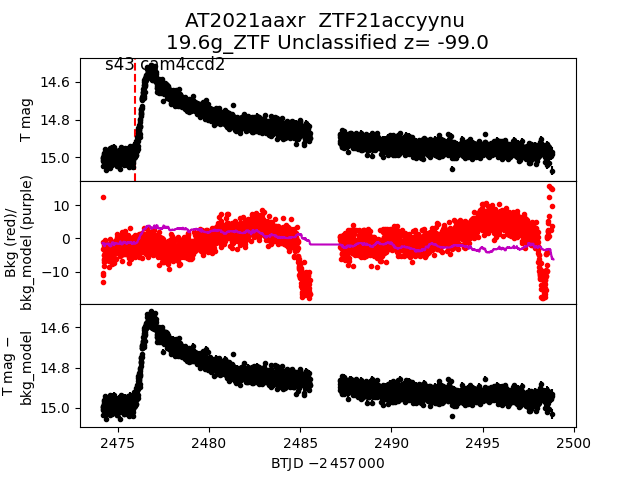 AT2021aaxr  ZTF21accyynu
19.6g_ZTF Unclassified z= -99.0
s43 cam4ccd2
14.6
14.8
15.0
T mag
10
0
−10
Bkg (red)/
bkg_model (purple)
14.6
14.8
15.0
T mag −
bkg_model
2475 2480 2485 2490 2495 2500
BTJD −2 457 000